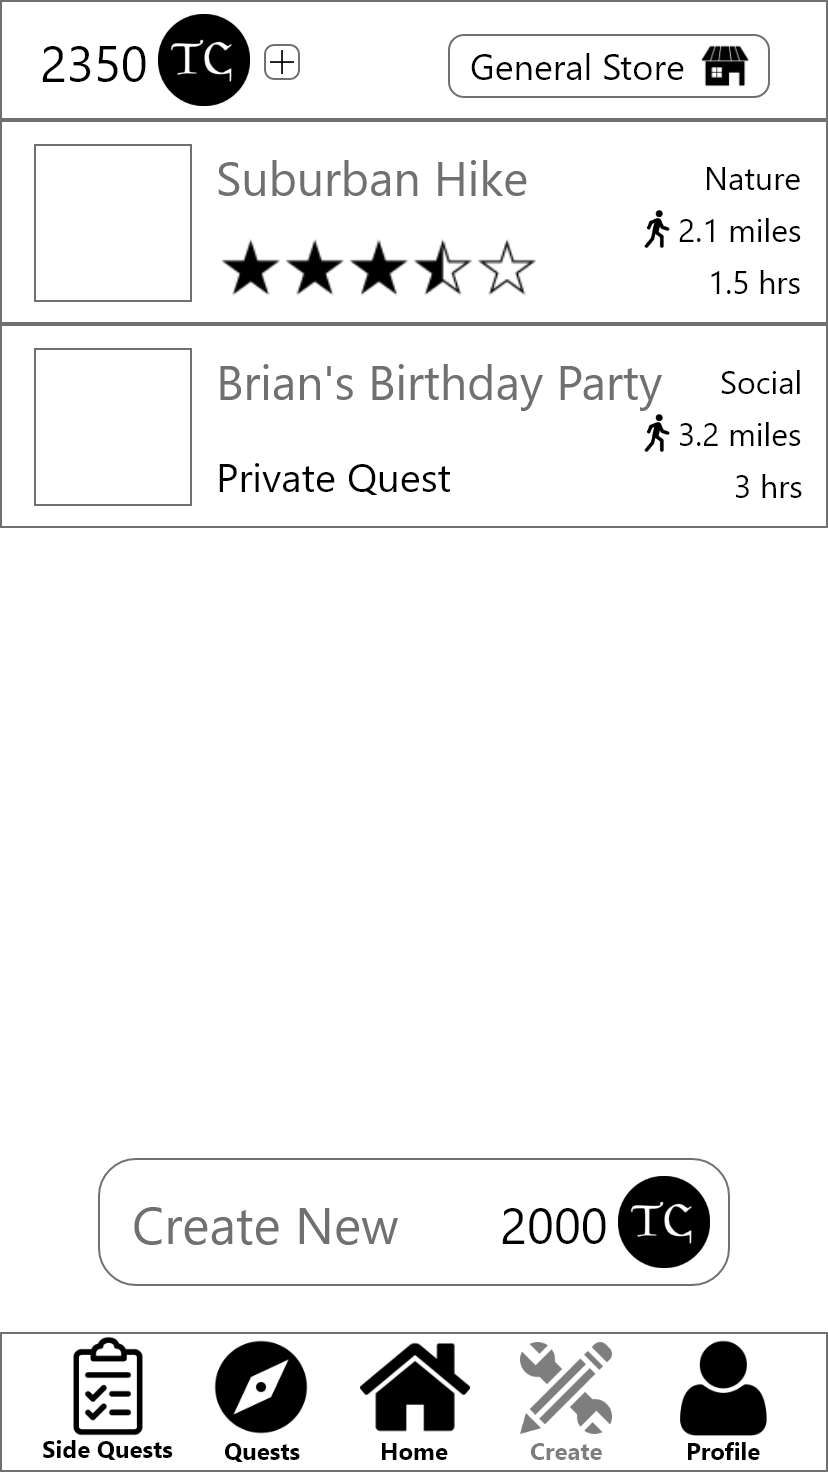 2350 TC
General Store
Suburban Hike
Nature
2.1 miles
1.5 hrs
Brian's Birthday Party
Social
3.2 miles
Private Quest
3 hrs
Create New 2000 TC
Side Quests Quests Home Create Profile